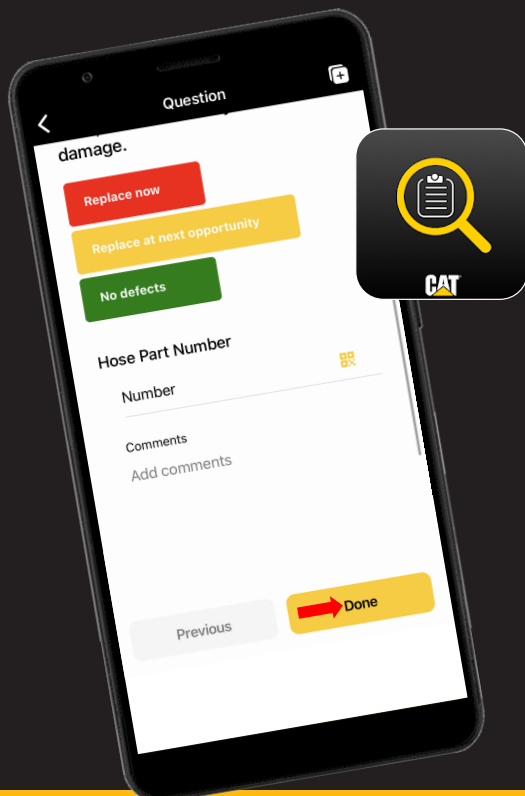 Question
damage.
Replace now
Replace at next opportunity
No defects
Hose Part Number
Number
Comments
Add comments
Previous
Done
CAT